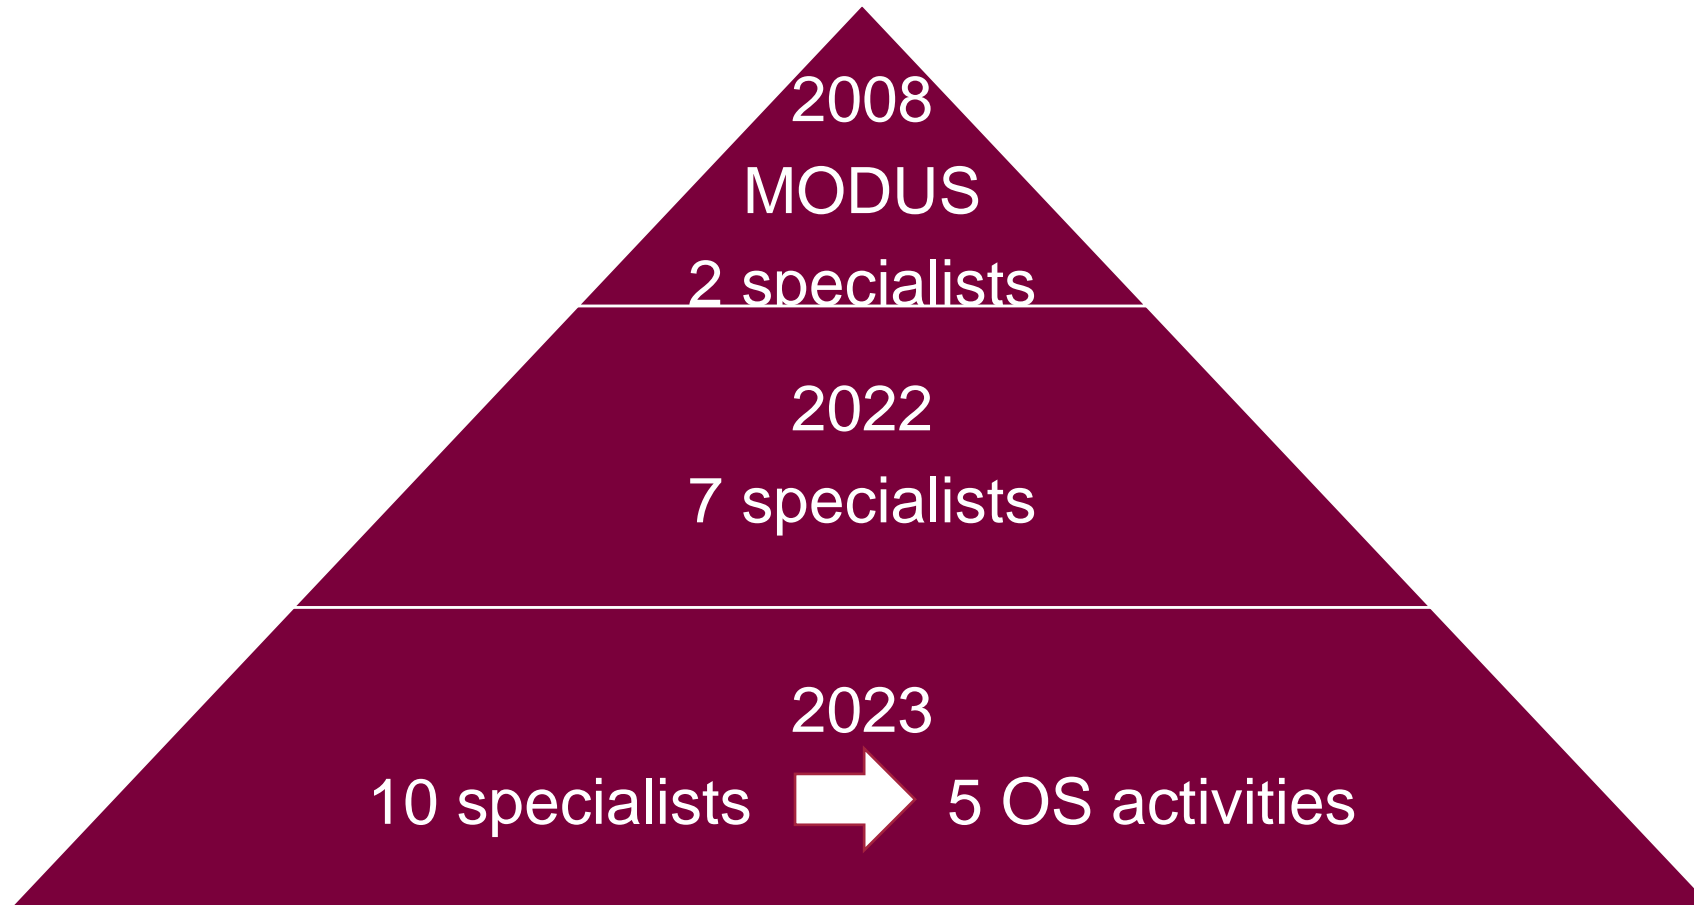 2008
MODUS
2 specialists
2022
7 specialists
2023
10 specialists 5 OS activities